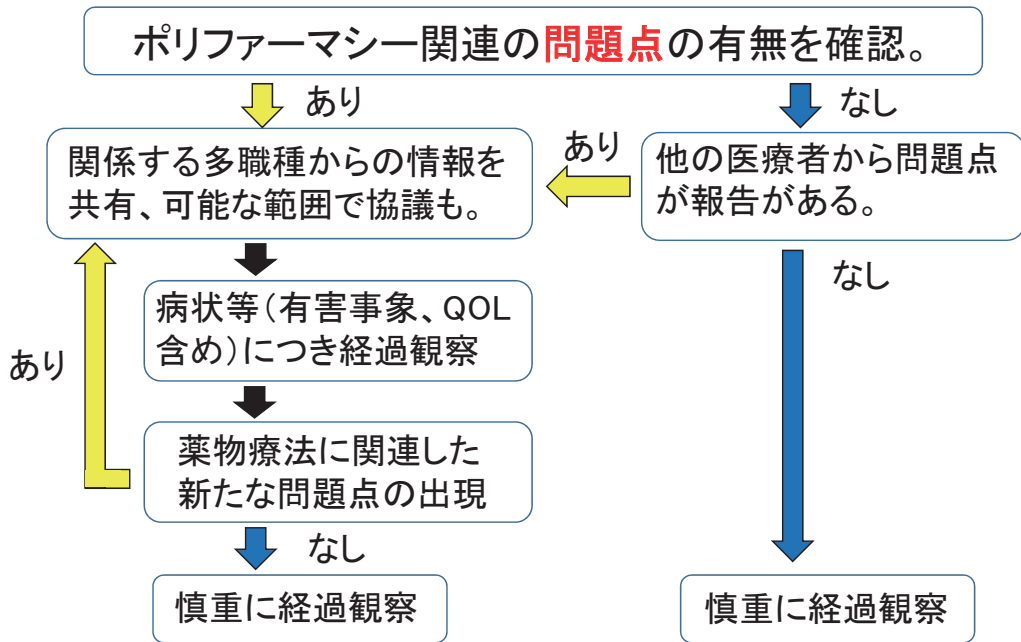 ポリファーマシー関連の問題点の有無を確認。
あり
なし
関係する多職種からの情報を
共有、可能な範囲で協議も。
あり
他の医療者から問題点
が報告がある。
なし
病状等(有害事象、QOL
含め)につき経過観察
あり
薬物療法に関連した
新たな問題点の出現
なし
慎重に経過観察
慎重に経過観察